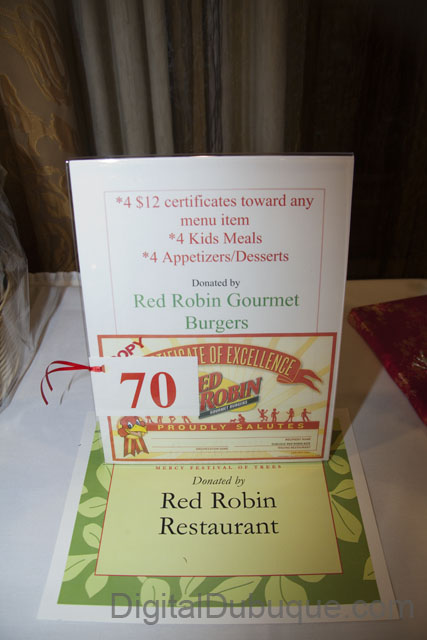 *4 $12 certificates toward any
menu item
*4 Kids Meals
*4 Appetizers/Desserts
Donated by
Red Robin Gourmet
Burgers
COPY
CERTIFICATE OF EXCELLENCE
70
RED
ROBIN
GOURMET BURGERS
PROUDLY SALUTES
MERCY FESTIVAL OF TREES
Donated by
Red Robin
Restaurant
DigitalDubuque.com